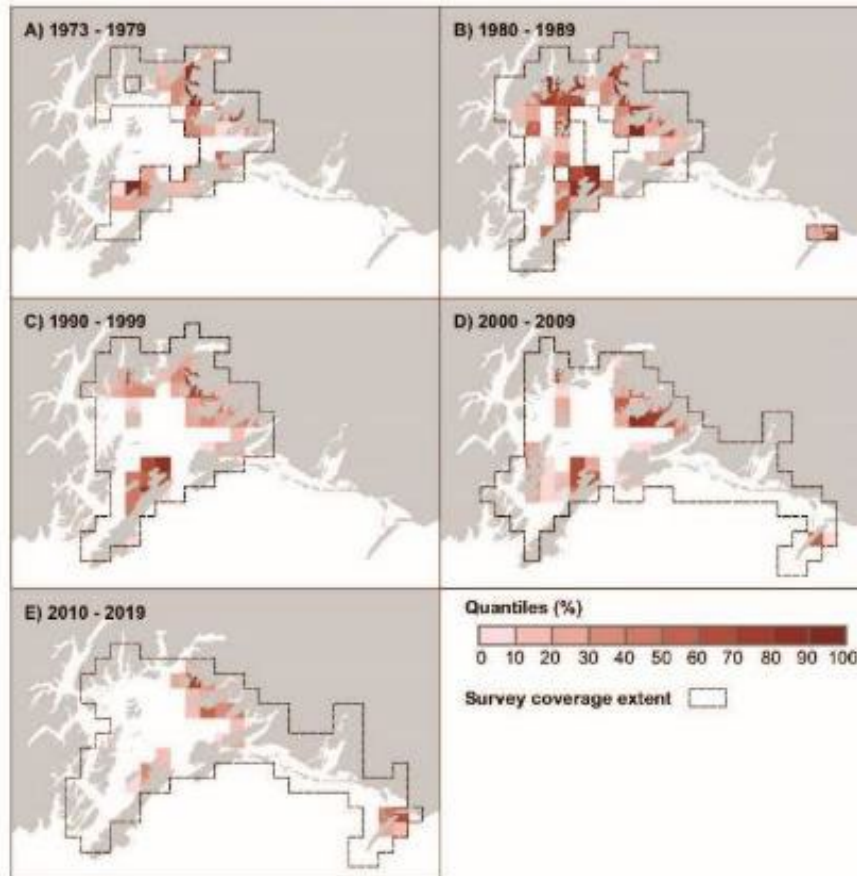 A) 1973 - 1979
B) 1980 - 1989
C) 1990 - 1999
D) 2000 - 2009
E) 2010 - 2019
Quantiles (%)
0 10 20 30 40 50 60 70 80 90 100
Survey coverage extent